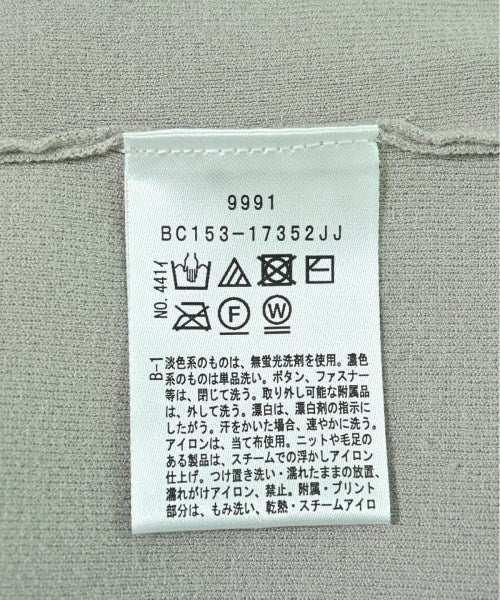 9991
BC153-17352JJ
NO. 441イ
F
W
B-1
淡色系のものは、無蛍光洗剤を使用。濃色
系のものは単品洗い。ボタン、ファスナー
等は、閉じて洗う。取り外し可能な付属品
は、外して洗う。漂白は、漂白剤の指示に
したがう。汗をかいた場合、速やかに洗う。
アイロンは、当て布使用。ニットや毛足の
ある製品は、スチームでの浮かしアイロン
仕上げ。つけ置き洗い・濡れたままの放置、
濡れがけアイロン、禁止。附属・プリント
部分は、もみ洗い、乾熱・スチームアイロ